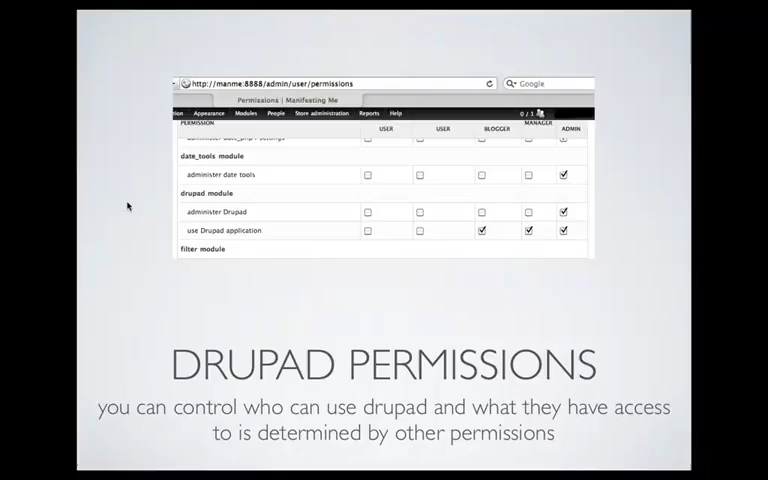 http://manme:8888/admin/user/permissions
Google
Permissions | Manifesting Me
Appearance Modules People Store administration Reports Help 0 / 1
PERMISSION USER USER BLOGGER MANAGER ADMIN
date_tools module
administer date tools
drupad module
administer Drupad
use Drupad application
filter module
DRUPAD PERMISSIONS
you can control who can use drupad and what they have access
to is determined by other permissions